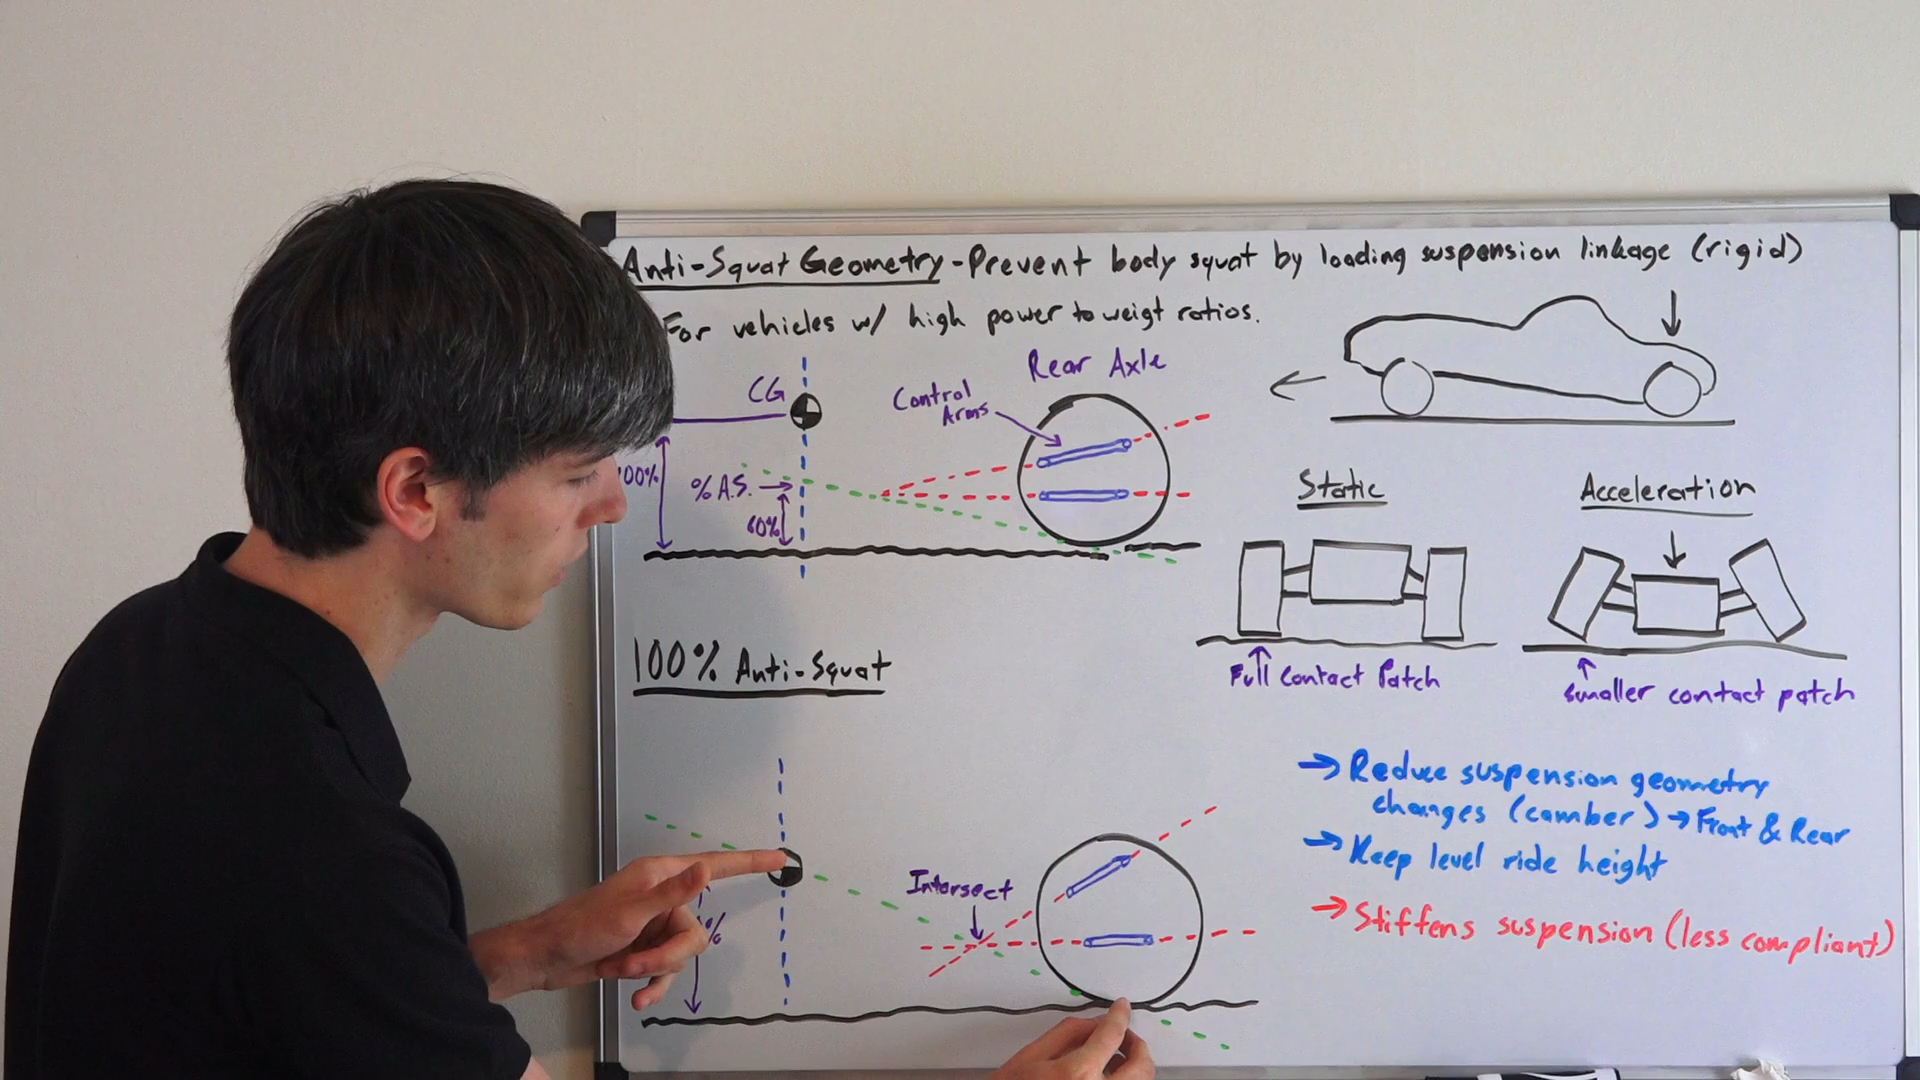 Anti-Squat Geometry - Prevent body squat by loading suspension linkage (rigid)
For vehicles w/ high power to weigt ratios.
Rear Axle
CG
Control
Arms
100%
% A.S.
60%
Static
Acceleration
Full Contact Patch
smaller contact patch
100% Anti-Squat
→ Reduce suspension geometry
changes (camber) → Front & Rear
→ Keep level ride height
→ Stiffens suspension (less compliant)
Intersect
%